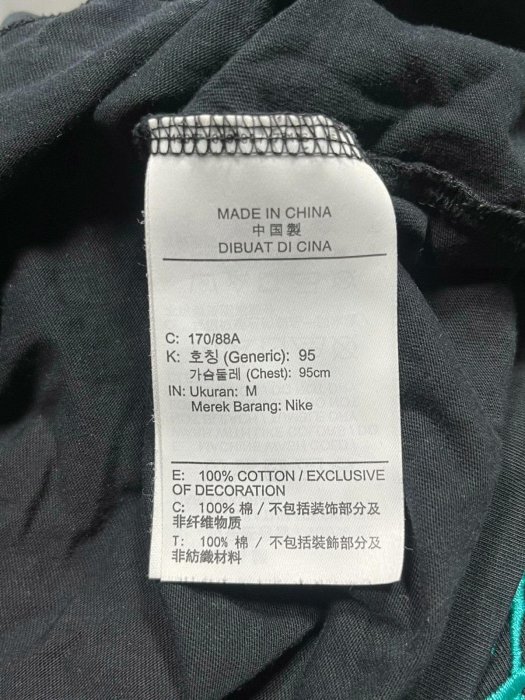 MADE IN CHINA
中国製
DIBUAT DI CINA
C: 170/88A
K: 호칭 (Generic): 95
가슴둘레 (Chest): 95cm
IN: Ukuran: M
Merek Barang: Nike
E: 100% COTTON / EXCLUSIVE
OF DECORATION
C: 100% 棉 / 不包括装饰部分及
非纤维物质
T: 100% 棉 / 不包括裝飾部分及
非紡織材料